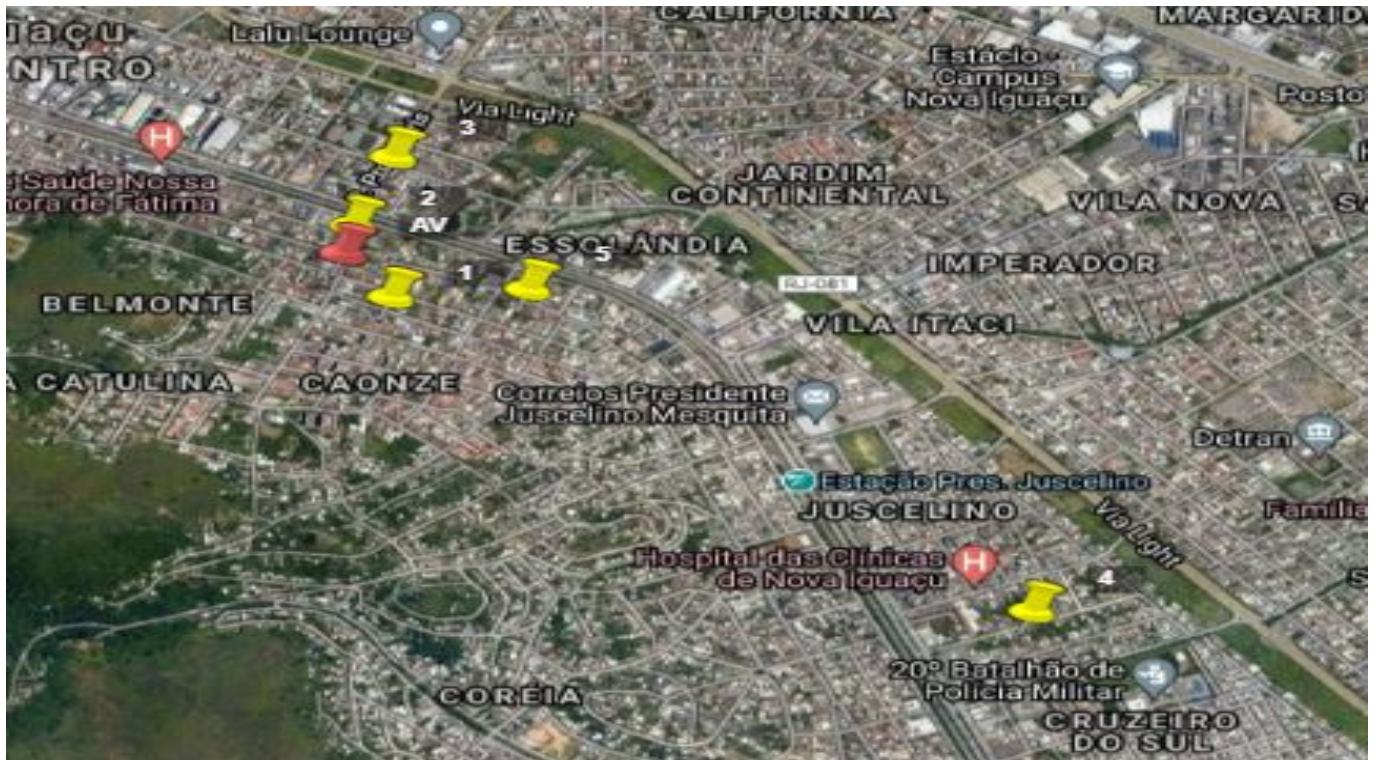 uaçu
NTRO
Lalu Lounge
CALIFÓRNIA
MARGARID
Estácio -
Campus
Nova Iguaçu
Posto
Via Light
3
H
e Saúde Nossa
hora de Fátima
JARDIM
CONTINENTAL
VILA NOVA
2
AV
ESSOLÂNDIA
5
IMPERADOR
1
BELMONTE
RJ-081
VILA ITACI
A CATULINA
CAONZE
Correios Presidente
Juscelino Mesquita
Detran
Estação Pres. Juscelino
JUSCELINO
Via Light
Família
Hospital das Clínicas
de Nova Iguaçu
H
4
20º Batalhão de
Polícia Militar
CORÉIA
CRUZEIRO
DO SUL